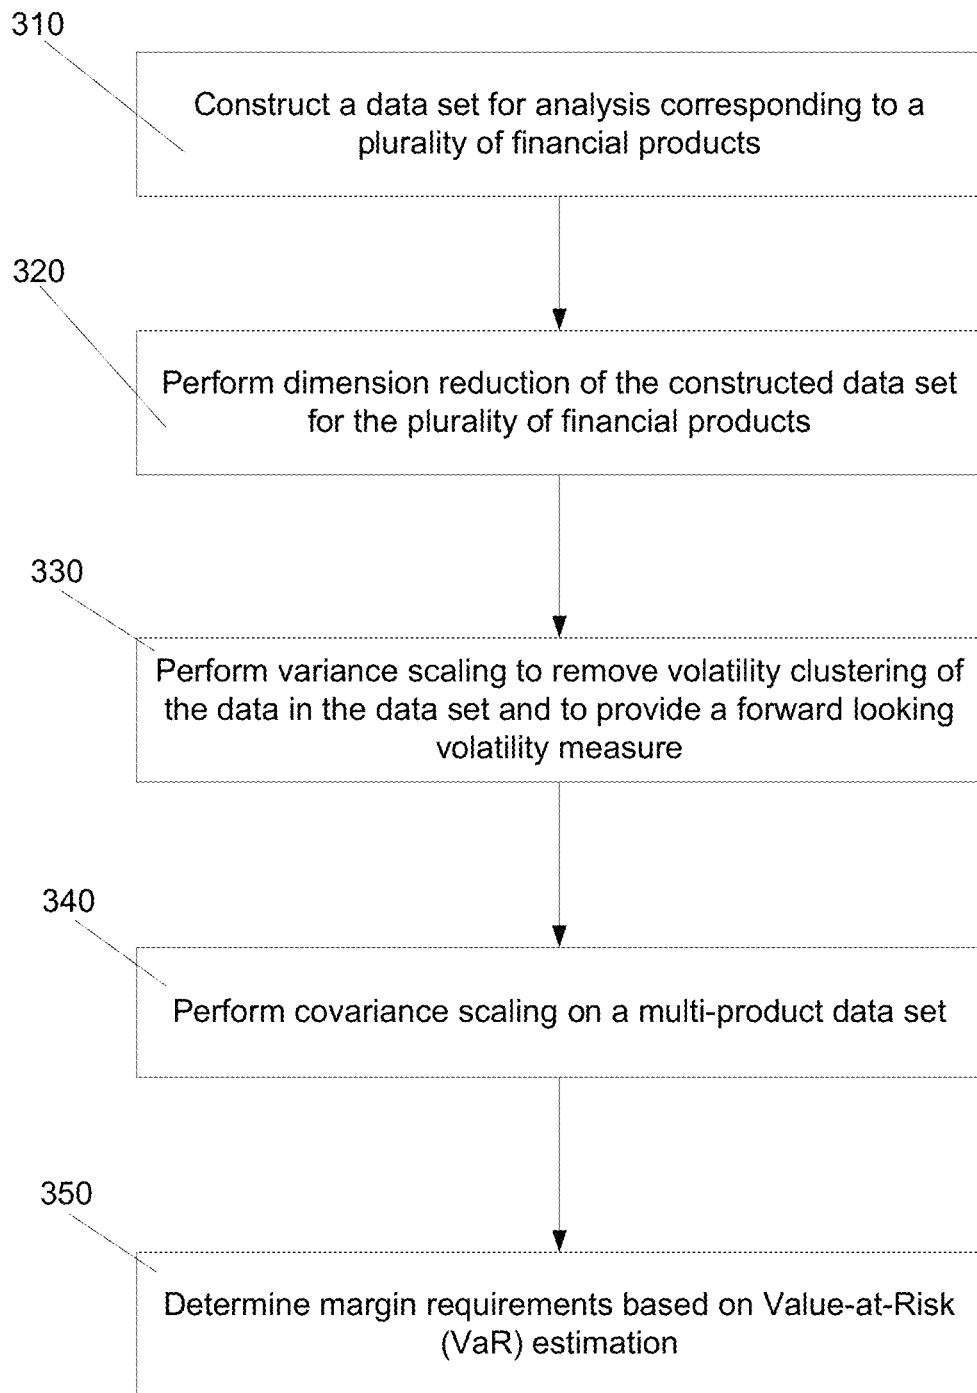 310
Construct a data set for analysis corresponding to a
plurality of financial products
320
Perform dimension reduction of the constructed data set
for the plurality of financial products
330
Perform variance scaling to remove volatility clustering of
the data in the data set and to provide a forward looking
volatility measure
340
Perform covariance scaling on a multi-product data set
350
Determine margin requirements based on Value-at-Risk
(VaR) estimation